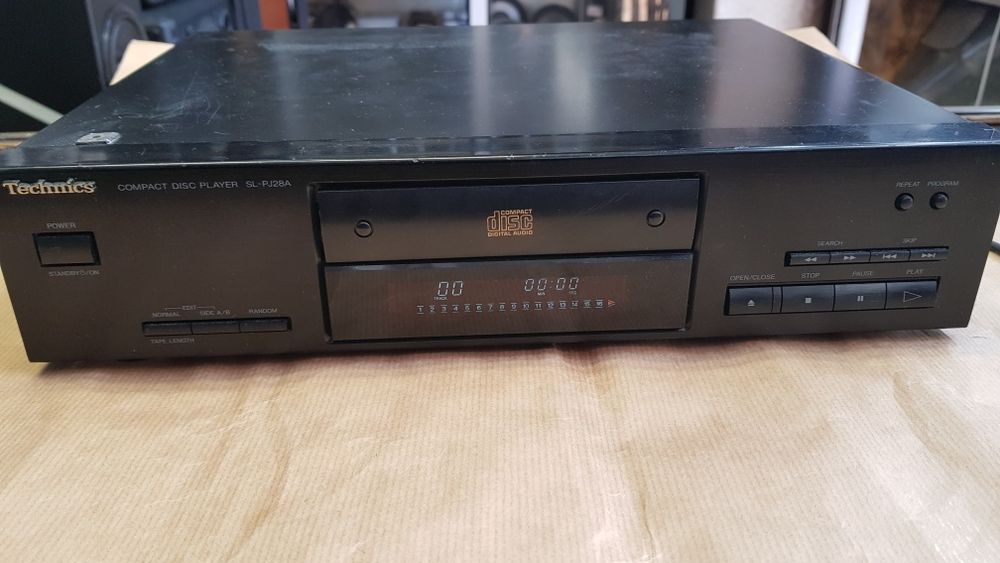 Technics
COMPACT DISC PLAYER SL-PJ28A
POWER
STANDBY⏻/ON
EDIT
NORMAL SIDE A/B RANDOM
TAPE LENGTH
COMPACT
disc
DIGITAL AUDIO
00 00:00
TRACK MIN SEC
1 2 3 4 5 6 7 8 9 10 11 12 13 14 15 16
REPEAT PROGRAM
SEARCH SKIP
OPEN/CLOSE STOP PAUSE PLAY